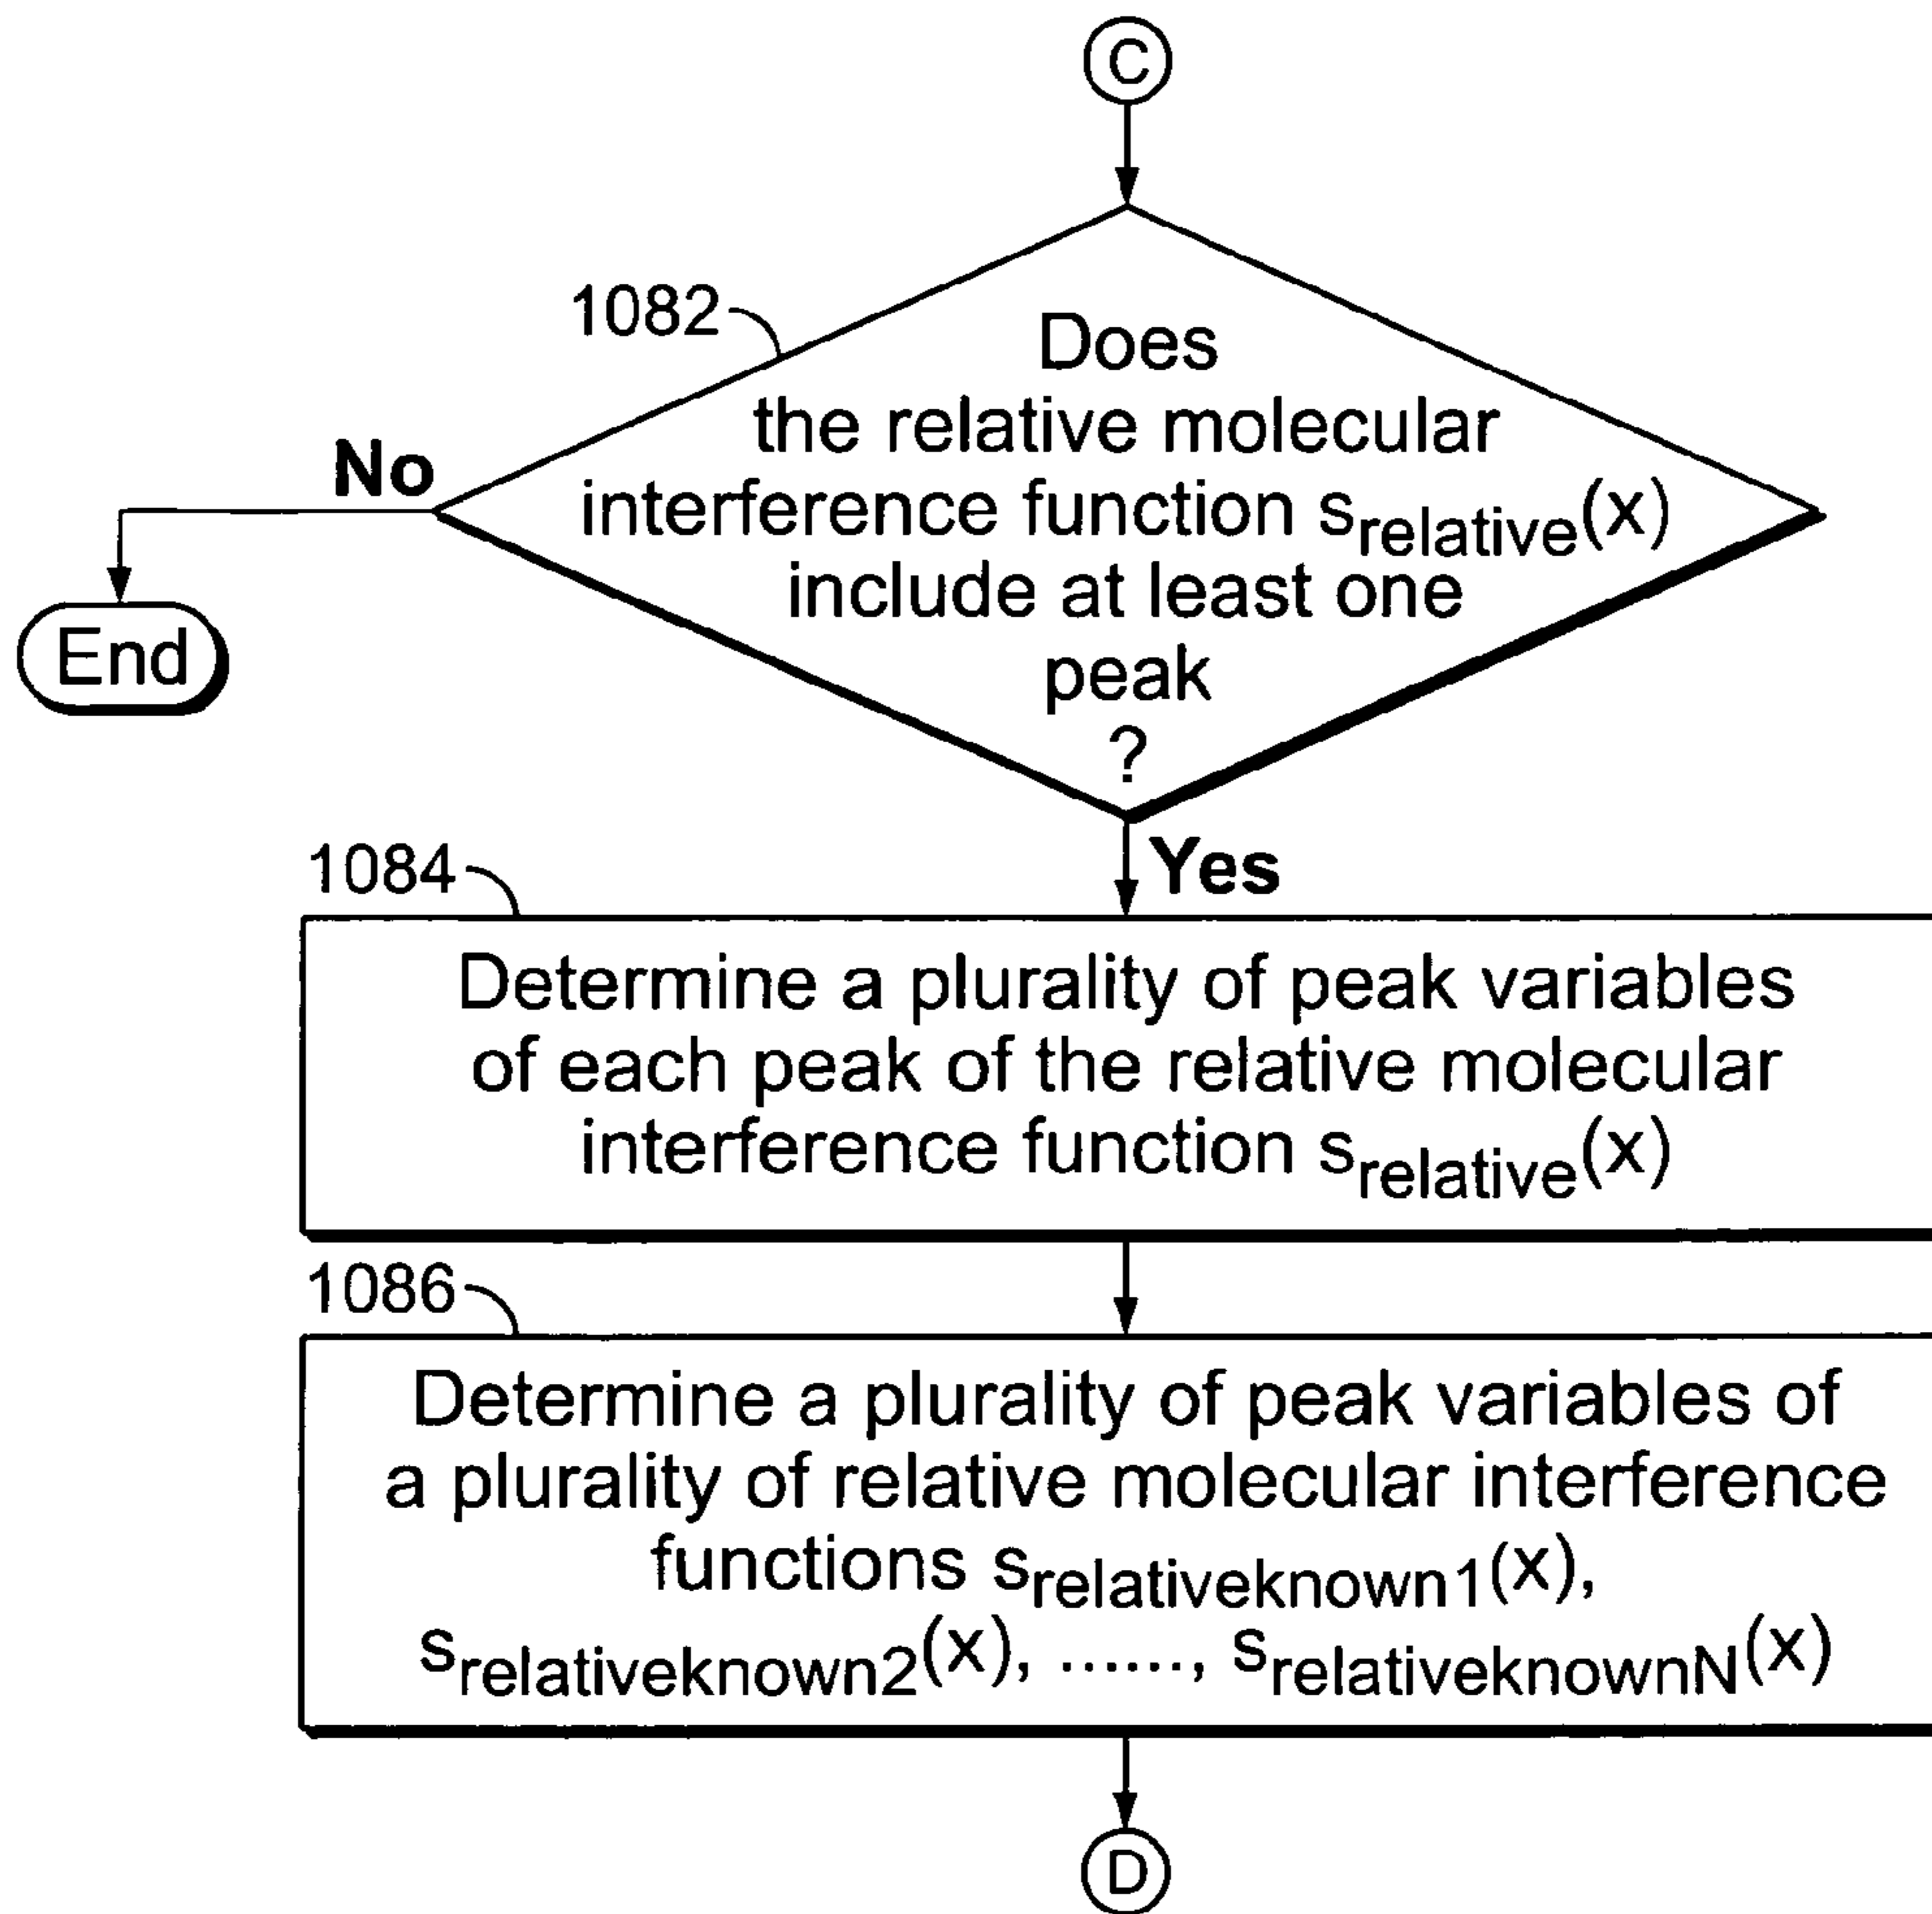 C
1082
Does
the relative molecular
interference function s_relative(x)
include at least one
peak
?
No
End
Yes
1084
Determine a plurality of peak variables
of each peak of the relative molecular
interference function s_relative(x)
1086
Determine a plurality of peak variables of
a plurality of relative molecular interference
functions s_relativeknown1(x),
s_relativeknown2(x), ......, s_relativeknownN(x)
D